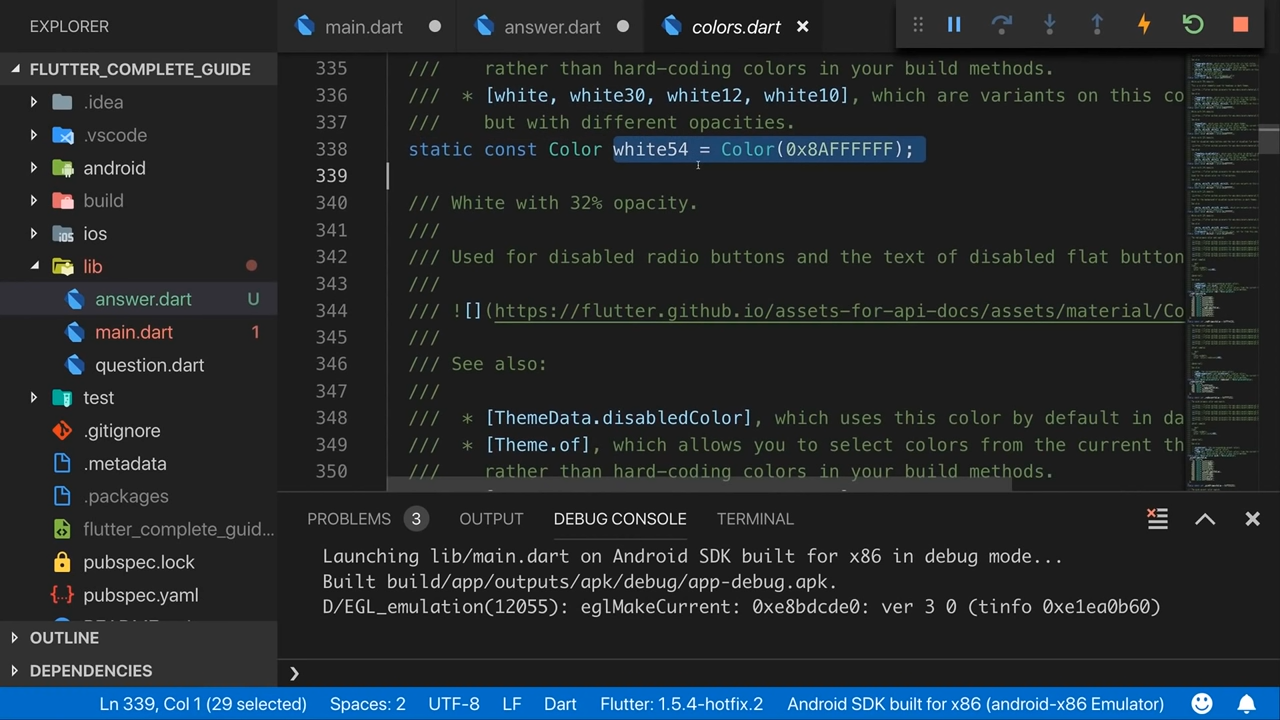 EXPLORER
main.dart
answer.dart
colors.dart
FLUTTER_COMPLETE_GUIDE
.idea
.vscode
android
build
ios
lib
answer.dart U
main.dart 1
question.dart
test
.gitignore
.metadata
.packages
flutter_complete_guid...
pubspec.lock
pubspec.yaml
OUTLINE
DEPENDENCIES
335 /// rather than hard-coding colors in your build methods.
336 /// * [white, white30, white12, white10], which are variants on this co
337 /// but with different opacities.
338 static const Color white54 = Color(0x8AFFFFFF);
339
340 /// White with 32% opacity.
341 ///
342 /// Used for disabled radio buttons and the text of disabled flat button
343 ///
344 /// ![](https://flutter.github.io/assets-for-api-docs/assets/material/Co
345 ///
346 /// See also:
347 ///
348 /// * [ThemeData.disabledColor], which uses this color by default in da
349 /// * [Theme.of], which allows you to select colors from the current th
350 /// rather than hard-coding colors in your build methods.
PROBLEMS 3 OUTPUT DEBUG CONSOLE TERMINAL
Launching lib/main.dart on Android SDK built for x86 in debug mode...
Built build/app/outputs/apk/debug/app-debug.apk.
D/EGL_emulation(12055): eglMakeCurrent: 0xe8bdcde0: ver 3 0 (tinfo 0xe1ea0b60)
Ln 339, Col 1 (29 selected) Spaces: 2 UTF-8 LF Dart Flutter: 1.5.4-hotfix.2 Android SDK built for x86 (android-x86 Emulator)